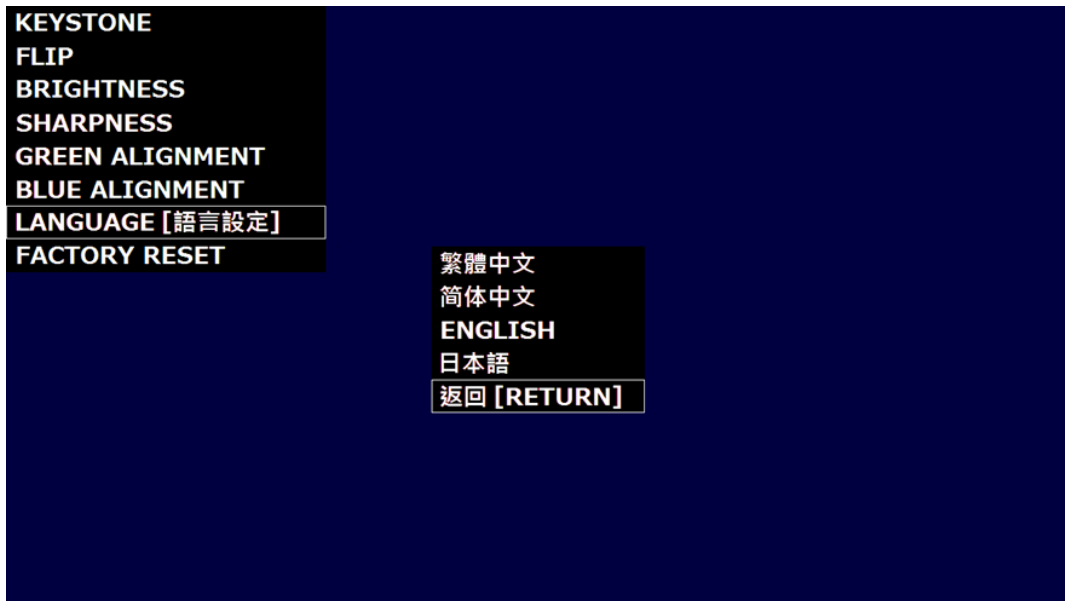 KEYSTONE
FLIP
BRIGHTNESS
SHARPNESS
GREEN ALIGNMENT
BLUE ALIGNMENT
LANGUAGE [語言設定]
FACTORY RESET
繁體中文
简体中文
ENGLISH
日本語
返回 [RETURN]